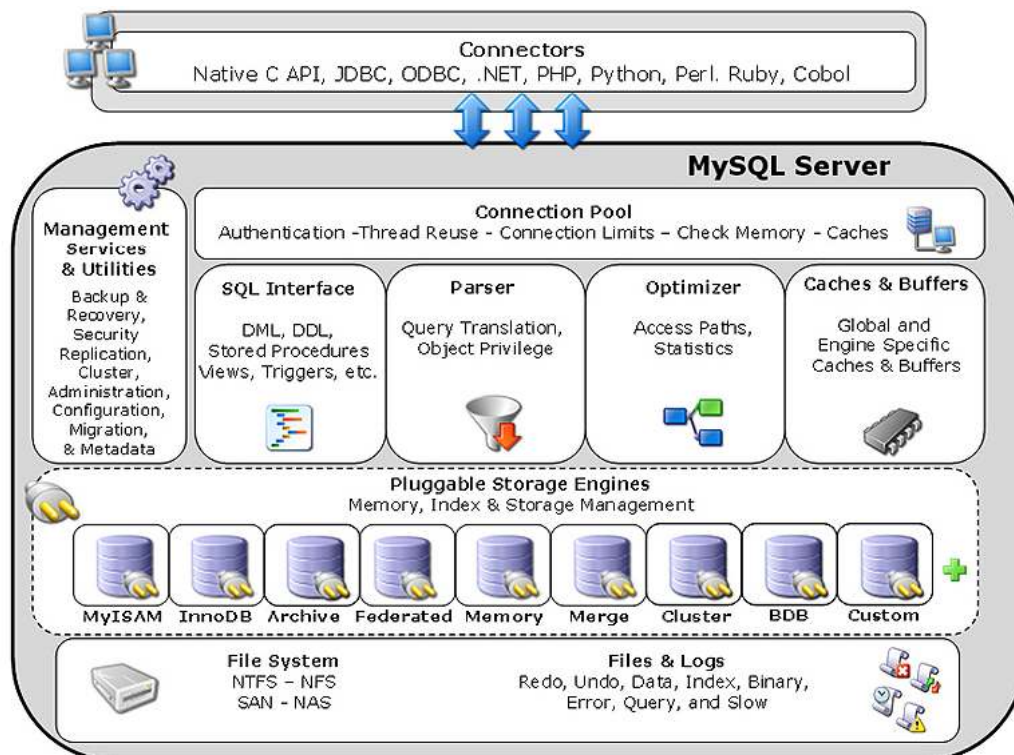 Connectors
Native C API, JDBC, ODBC, .NET, PHP, Python, Perl. Ruby, Cobol
MySQL Server
Management
Services
& Utilities
Backup &
Recovery,
Security
Replication,
Cluster,
Administration,
Configuration,
Migration,
& Metadata
Connection Pool
Authentication -Thread Reuse - Connection Limits – Check Memory - Caches
SQL Interface
DML, DDL,
Stored Procedures
Views, Triggers, etc.
Parser
Query Translation,
Object Privilege
Optimizer
Access Paths,
Statistics
Caches & Buffers
Global and
Engine Specific
Caches & Buffers
Pluggable Storage Engines
Memory, Index & Storage Management
MyISAM InnoDB Archive Federated Memory Merge Cluster BDB Custom
File System
NTFS – NFS
SAN - NAS
Files & Logs
Redo, Undo, Data, Index, Binary,
Error, Query, and Slow